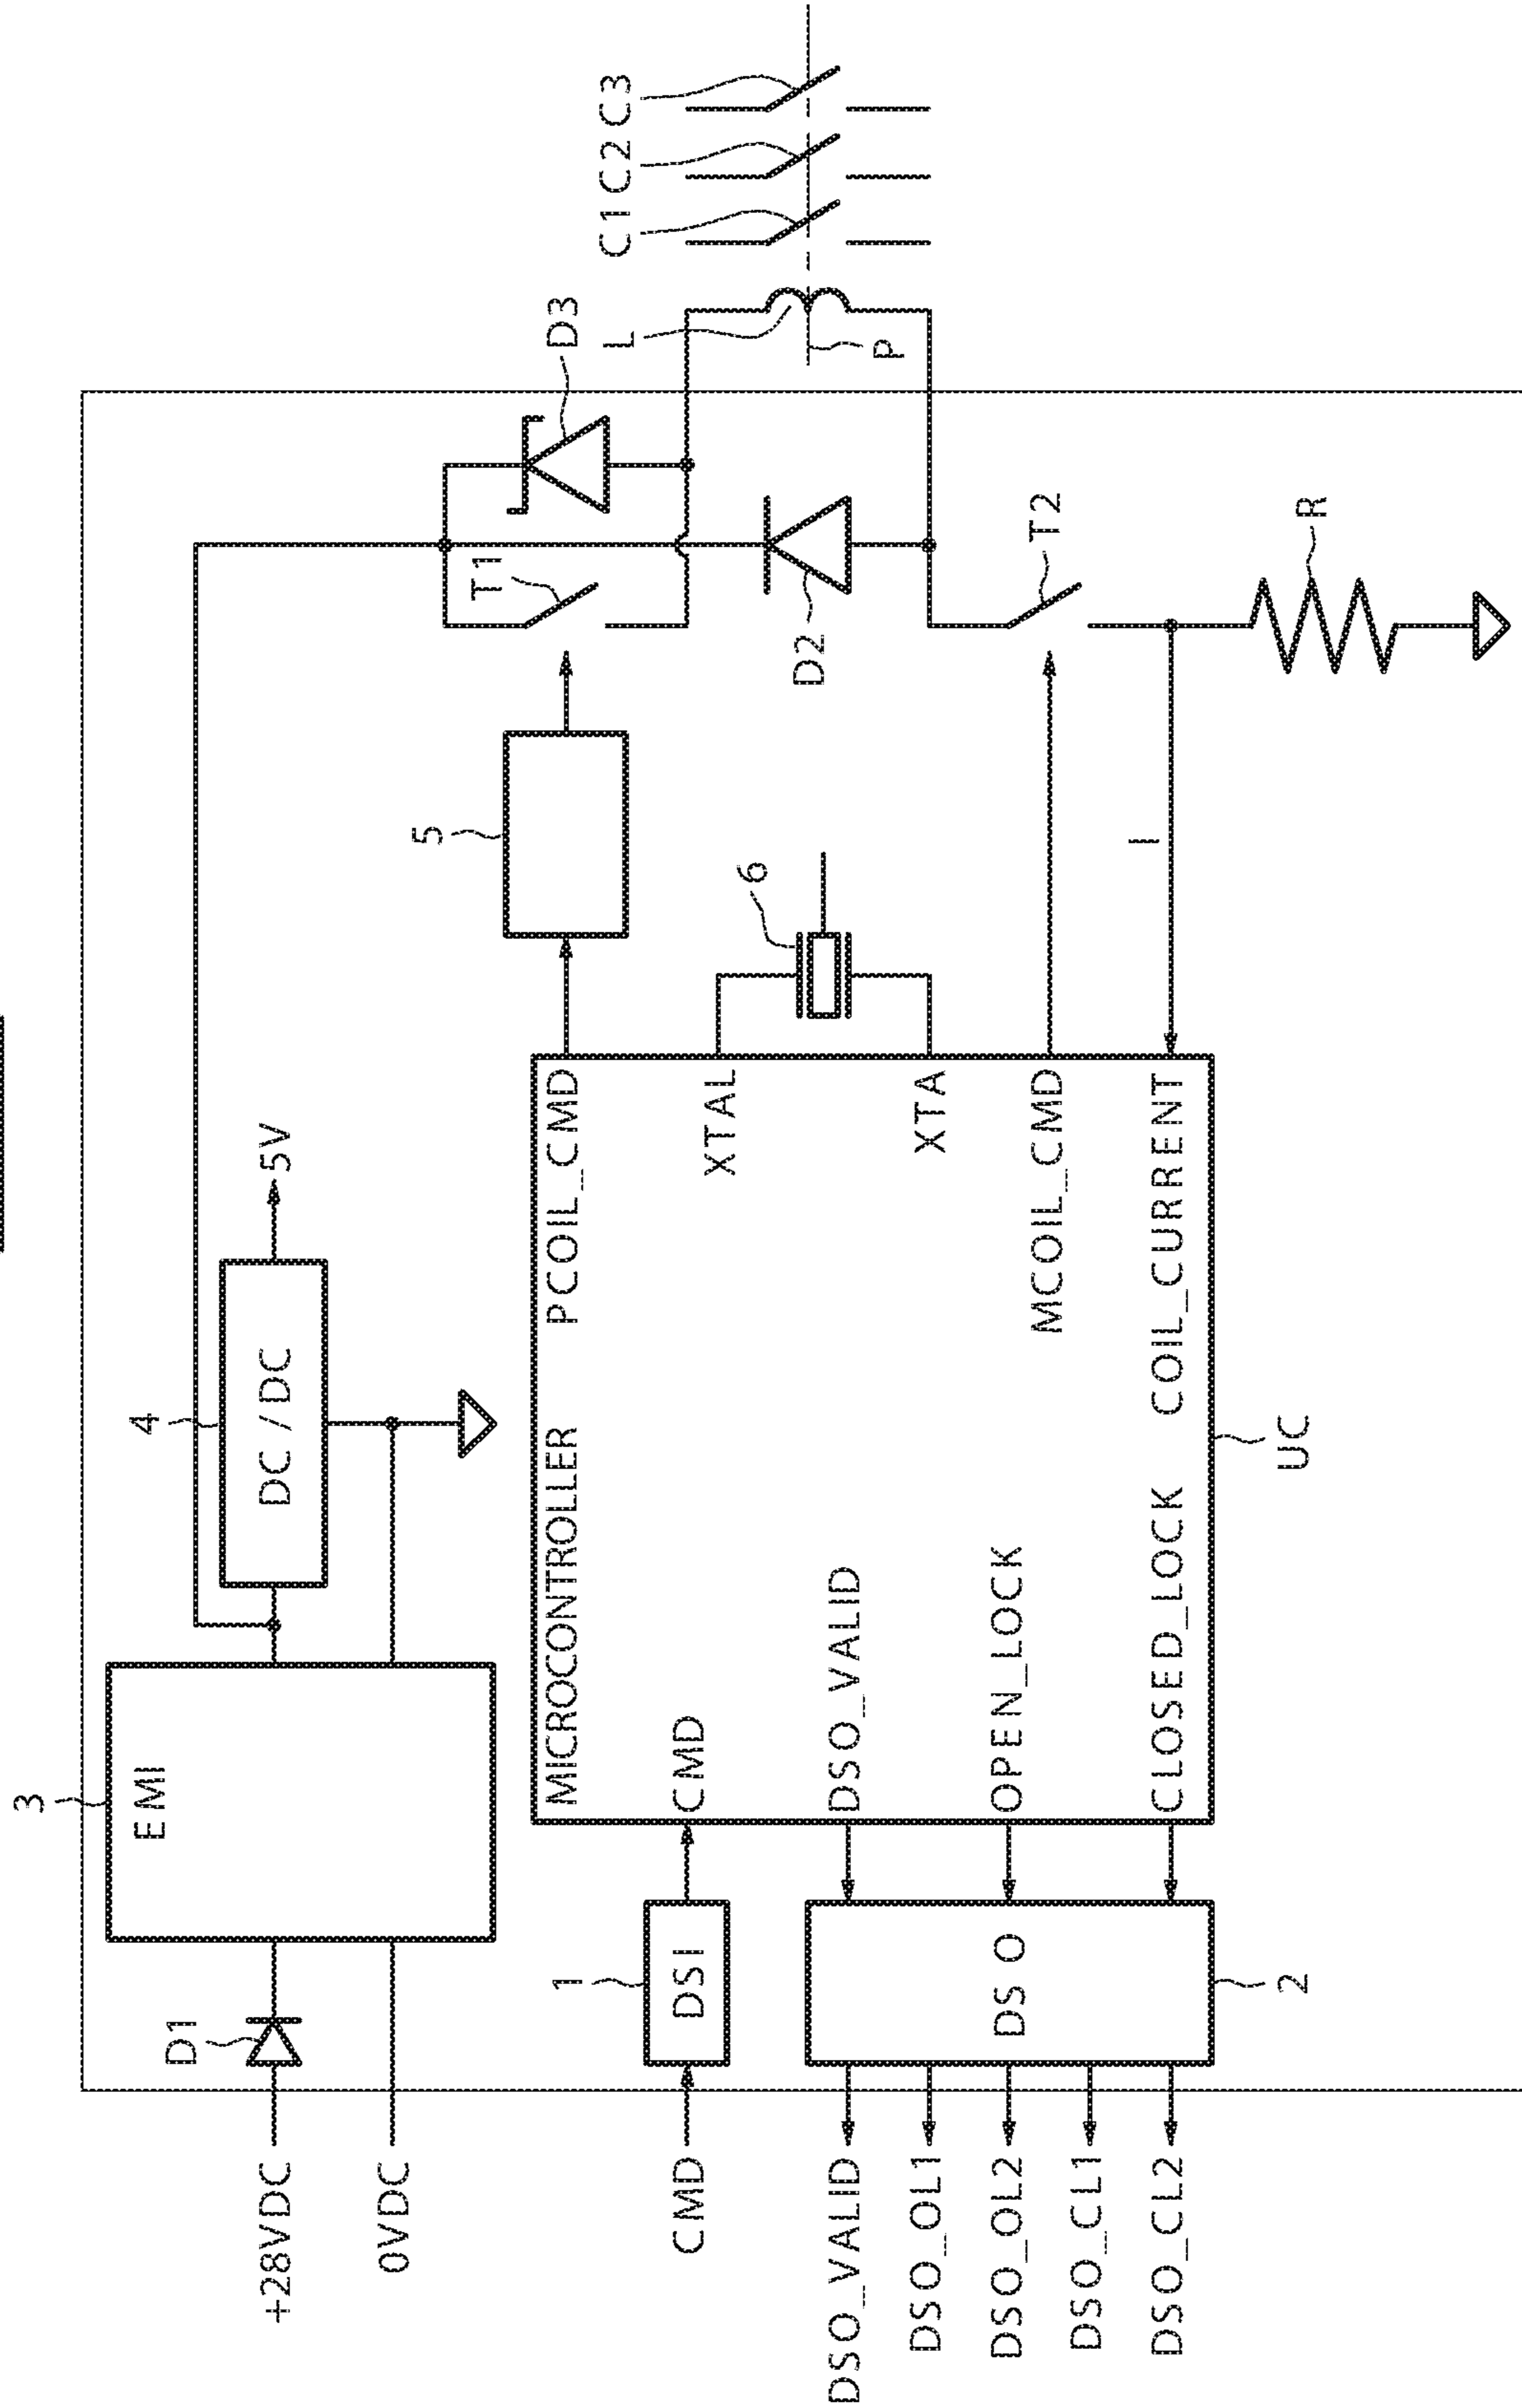 +28VDC
0VDC
CMD
DSO_VALID
DSO_OL1
DSO_OL2
DSO_CL1
DSO_CL2
D1
3
EMI
4
DC/DC
5V
1
DSI
DS O
2
MICROCONTROLLER
CMD
DSO_VALID
OPEN_LOCK
CLOSED_LOCK
PCOIL_CMD
XTAL
XTA
MCOIL_CMD
COIL_CURRENT
UC
5
6
I
T1
D3
D2
T2
R
L
P
C1
C2
C3